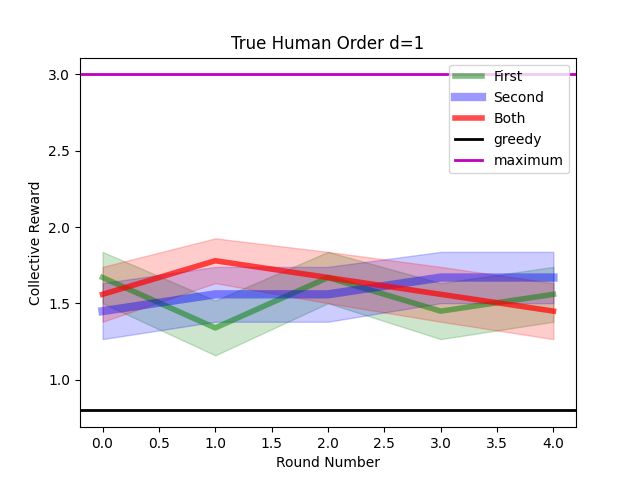 True Human Order d=1
First
Second
Both
greedy
maximum
Collective Reward
3.0
2.5
2.0
1.5
1.0
0.0 0.5 1.0 1.5 2.0 2.5 3.0 3.5 4.0
Round Number